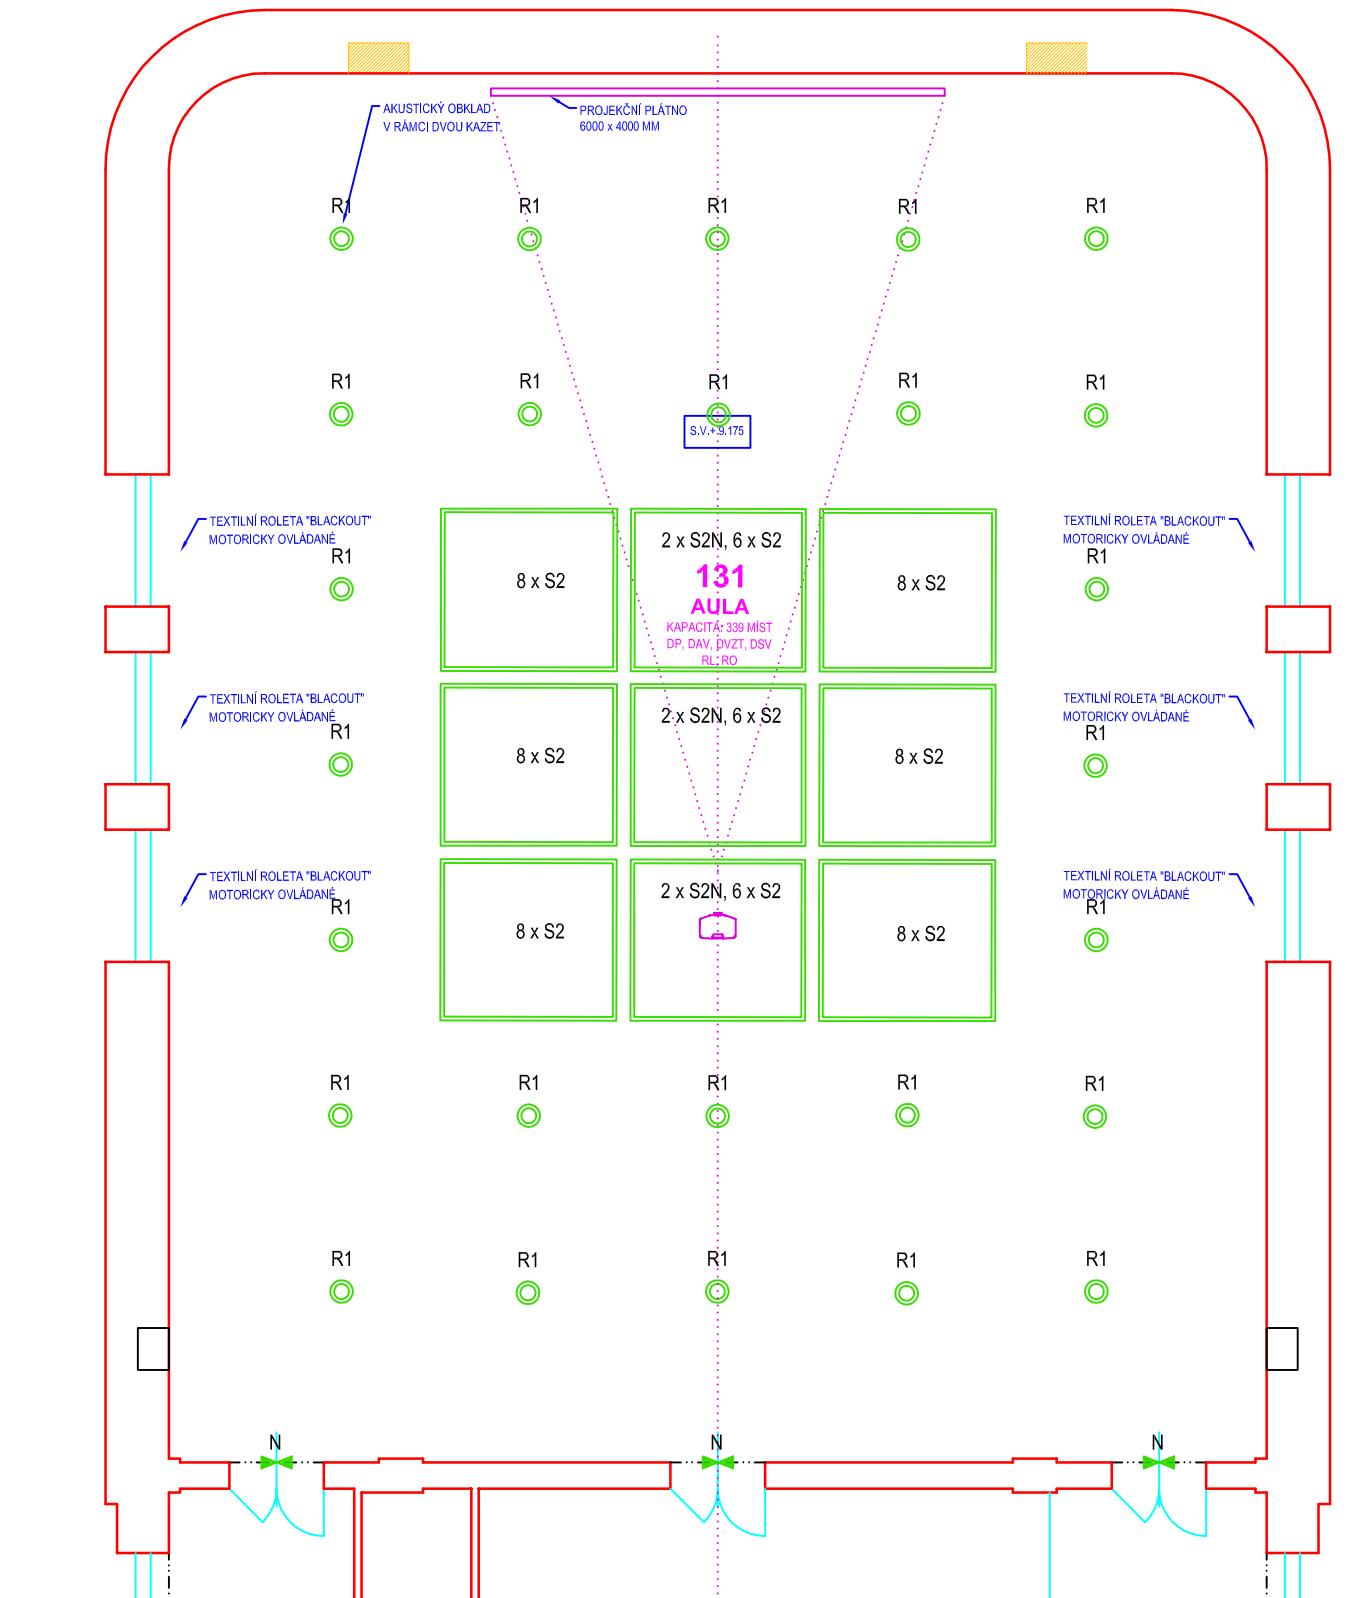 AKUSTICKÝ OBKLAD
V RÁMCI DVOU KAZET
PROJEKČNÍ PLÁTNO
6000 x 4000 MM
R1
R1
R1
R1
R1
R1
R1
R1
R1
R1
S.V.+.9.175
TEXTILNÍ ROLETA "BLACKOUT"
MOTORICKY OVLÁDANÉ
R1
TEXTILNÍ ROLETA "BLACKOUT"
MOTORICKY OVLÁDANÉ
R1
8 x S2
2 x S2N, 6 x S2
131
AULA
KAPACITA: 339 MÍST
DP, DAV, DVZT, DSV
RL, RO
8 x S2
TEXTILNÍ ROLETA "BLACOUT"
MOTORICKY OVLÁDANÉ
R1
8 x S2
2 x S2N, 6 x S2
8 x S2
TEXTILNÍ ROLETA "BLACKOUT"
MOTORICKY OVLÁDANÉ
R1
TEXTILNÍ ROLETA "BLACKOUT"
MOTORICKY OVLÁDANÉ
R1
8 x S2
2 x S2N, 6 x S2
8 x S2
TEXTILNÍ ROLETA "BLACKOUT"
MOTORICKY OVLÁDANÉ
R1
R1
R1
R1
R1
R1
R1
R1
R1
R1
R1
N
N
N